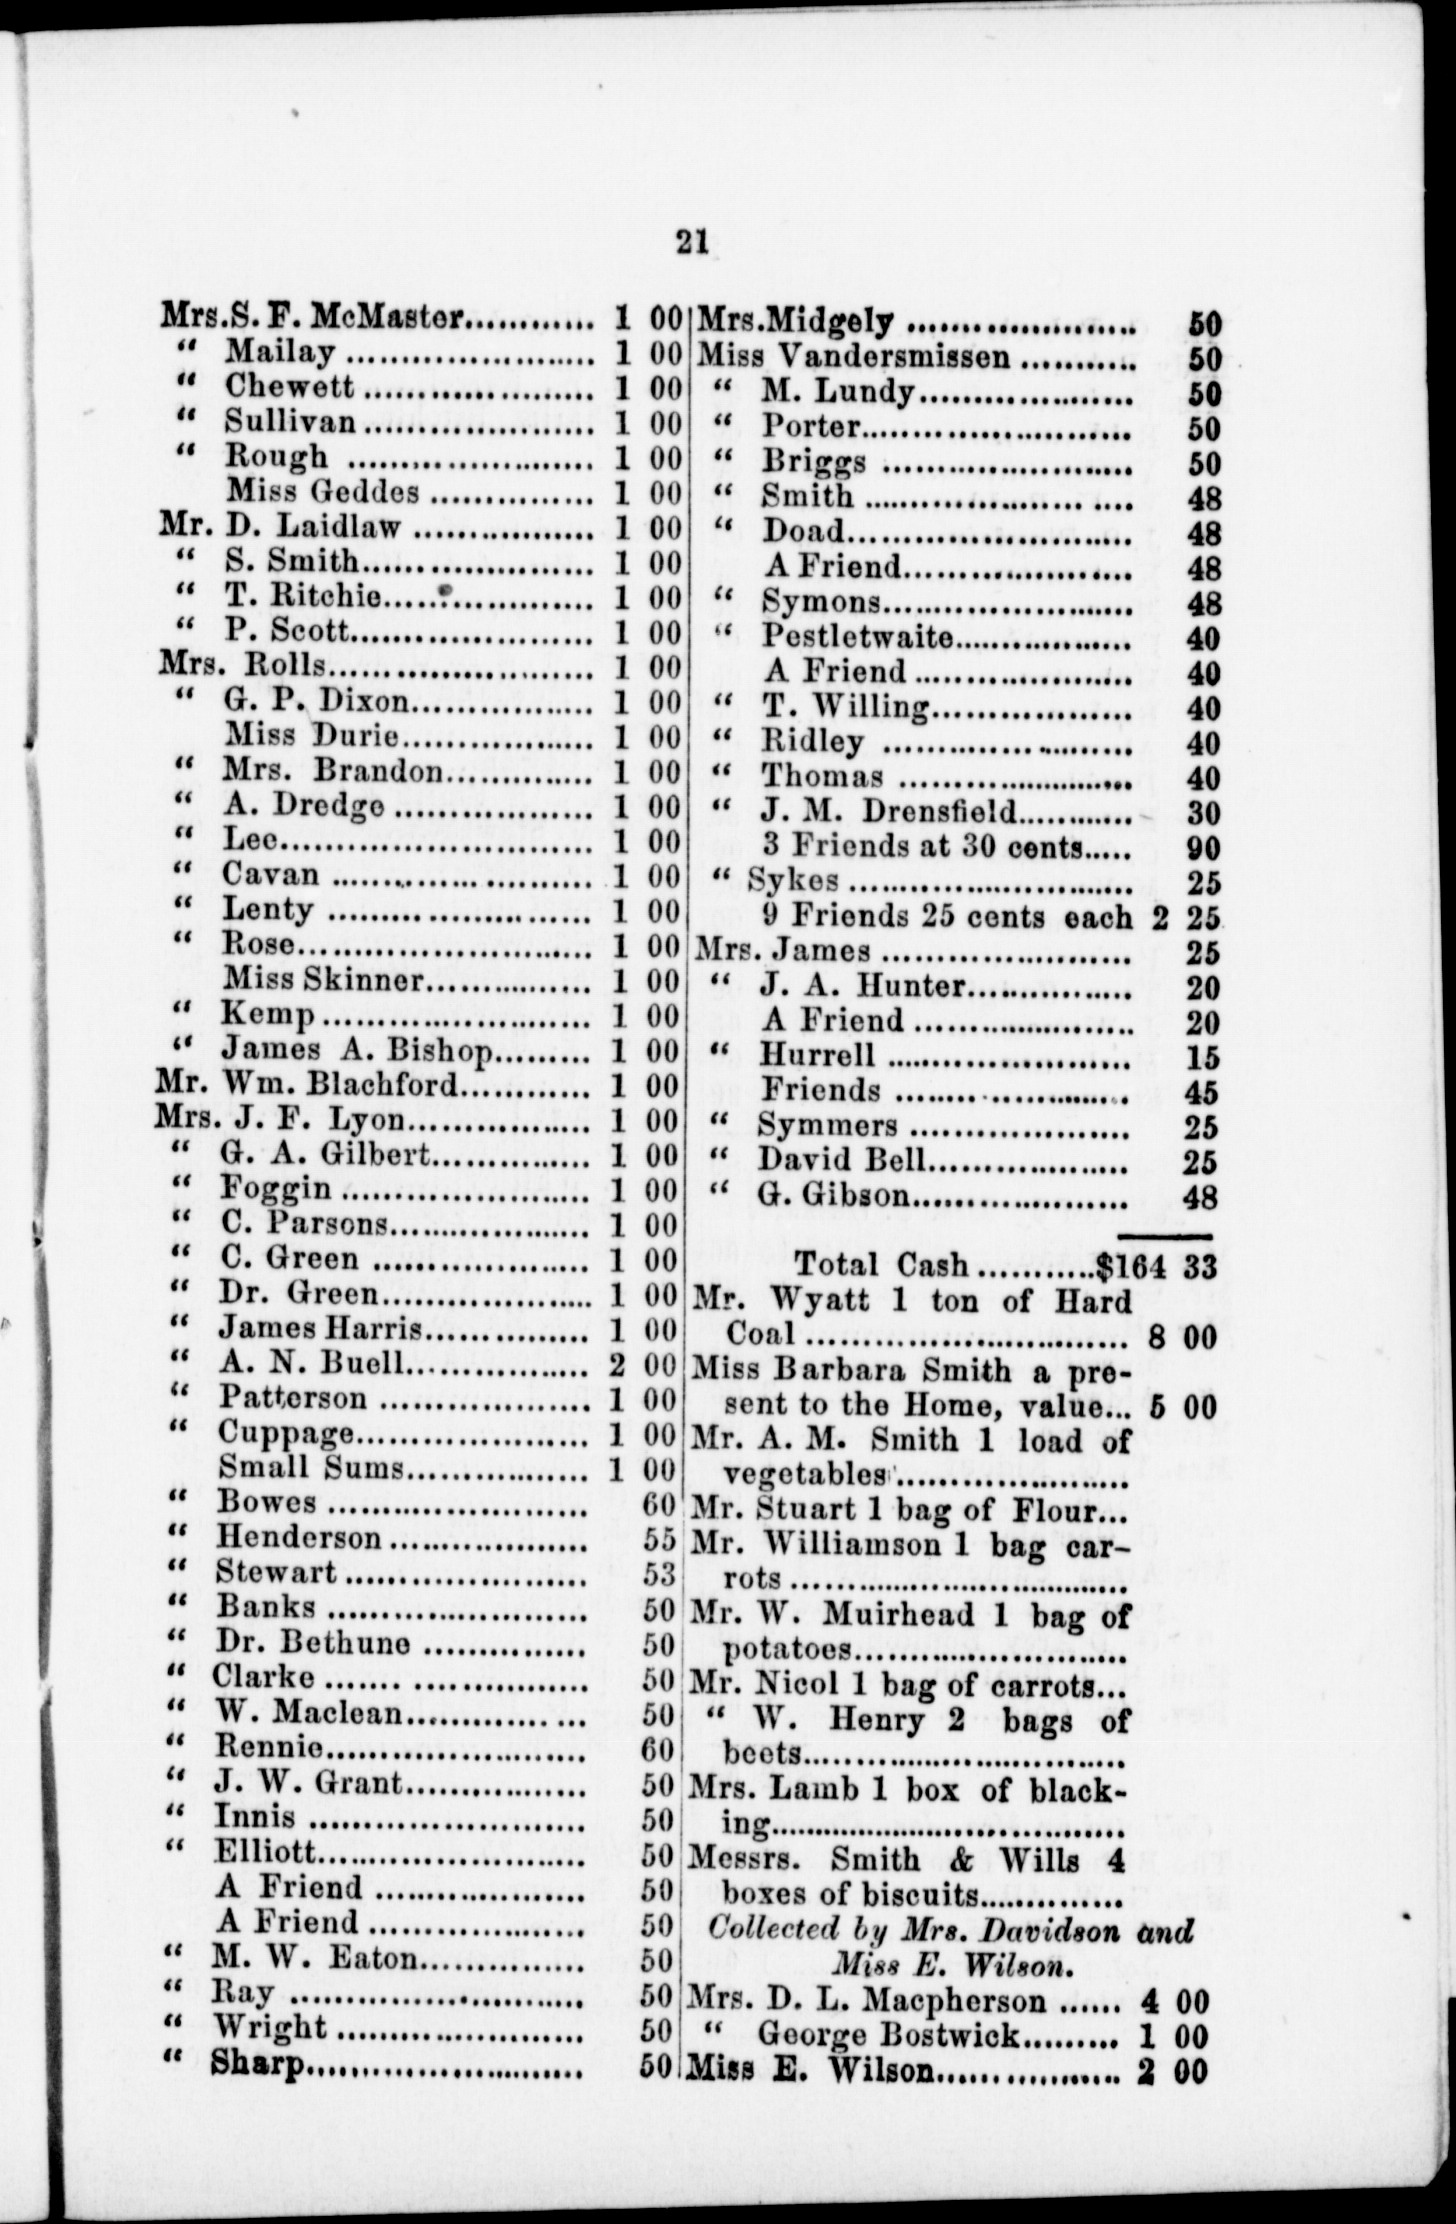 21
Mrs. S. F. McMaster............ 1 00
“ Mailay ........................ 1 00
“ Chewett ...................... 1 00
“ Sullivan ...................... 1 00
“ Rough ........................ 1 00
Miss Geddes ................ 1 00
Mr. D. Laidlaw ................. 1 00
“ S. Smith...................... 1 00
“ T. Ritchie.................... 1 00
“ P. Scott....................... 1 00
Mrs. Rolls......................... 1 00
“ G. P. Dixon................. 1 00
Miss Durie................... 1 00
“ Mrs. Brandon.............. 1 00
“ A. Dredge ................... 1 00
“ Lee............................. 1 00
“ Cavan ......................... 1 00
“ Lenty ......................... 1 00
“ Rose............................ 1 00
Miss Skinner................ 1 00
“ Kemp ......................... 1 00
“ James A. Bishop......... 1 00
Mr. Wm. Blachford............ 1 00
Mrs. J. F. Lyon................. 1 00
“ G. A. Gilbert............... 1 00
“ Foggin ........................ 1 00
“ C. Parsons................... 1 00
“ C. Green ..................... 1 00
“ Dr. Green.................... 1 00
“ James Harris............... 1 00
“ A. N. Buell................. 2 00
“ Patterson .................... 1 00
“ Cuppage...................... 1 00
Small Sums................. 1 00
“ Bowes ......................... 60
“ Henderson ................... 55
“ Stewart ....................... 53
“ Banks ......................... 50
“ Dr. Bethune ................ 50
“ Clarke ......................... 50
“ W. Maclean................. 50
“ Rennie......................... 60
“ J. W. Grant................. 50
“ Innis ........................... 50
“ Elliott.......................... 50
A Friend .................... 50
A Friend ..................... 50
“ M. W. Eaton................ 50
“ Ray ............................ 50
“ Wright ........................ 50
“ Sharp........................... 50
Mrs. Midgely ...................... 50
Miss Vandersmissen ........... 50
“ M. Lundy.................... 50
“ Porter.......................... 50
“ Briggs ........................ 50
“ Smith ......................... 48
“ Doad........................... 48
A Friend...................... 48
“ Symons........................ 48
“ Pestletwaite................. 40
A Friend ..................... 40
“ T. Willing................... 40
“ Ridley ........................ 40
“ Thomas ....................... 40
“ J. M. Drensfield............ 30
3 Friends at 30 cents..... 90
“ Sykes ........................... 25
9 Friends 25 cents each 2 25
Mrs. James ........................ 25
“ J. A. Hunter................ 20
A Friend ..................... 20
“ Hurrell ....................... 15
Friends ....................... 45
“ Symmers ..................... 25
“ David Bell................... 25
“ G. Gibson.................... 48
Total Cash ...........$164 33
Mr. Wyatt 1 ton of Hard
Coal ............................... 8 00
Miss Barbara Smith a pre-
sent to the Home, value... 5 00
Mr. A. M. Smith 1 load of
vegetables.......................
Mr. Stuart 1 bag of Flour...
Mr. Williamson 1 bag car-
rots .................................
Mr. W. Muirhead 1 bag of
potatoes...........................
Mr. Nicol 1 bag of carrots...
“ W. Henry 2 bags of
beets................................
Mrs. Lamb 1 box of black-
ing...................................
Messrs. Smith & Wills 4
boxes of biscuits..............
Collected by Mrs. Davidson and
Miss E. Wilson.
Mrs. D. L. Macpherson ...... 4 00
“ George Bostwick......... 1 00
Miss E. Wilson.................. 2 00